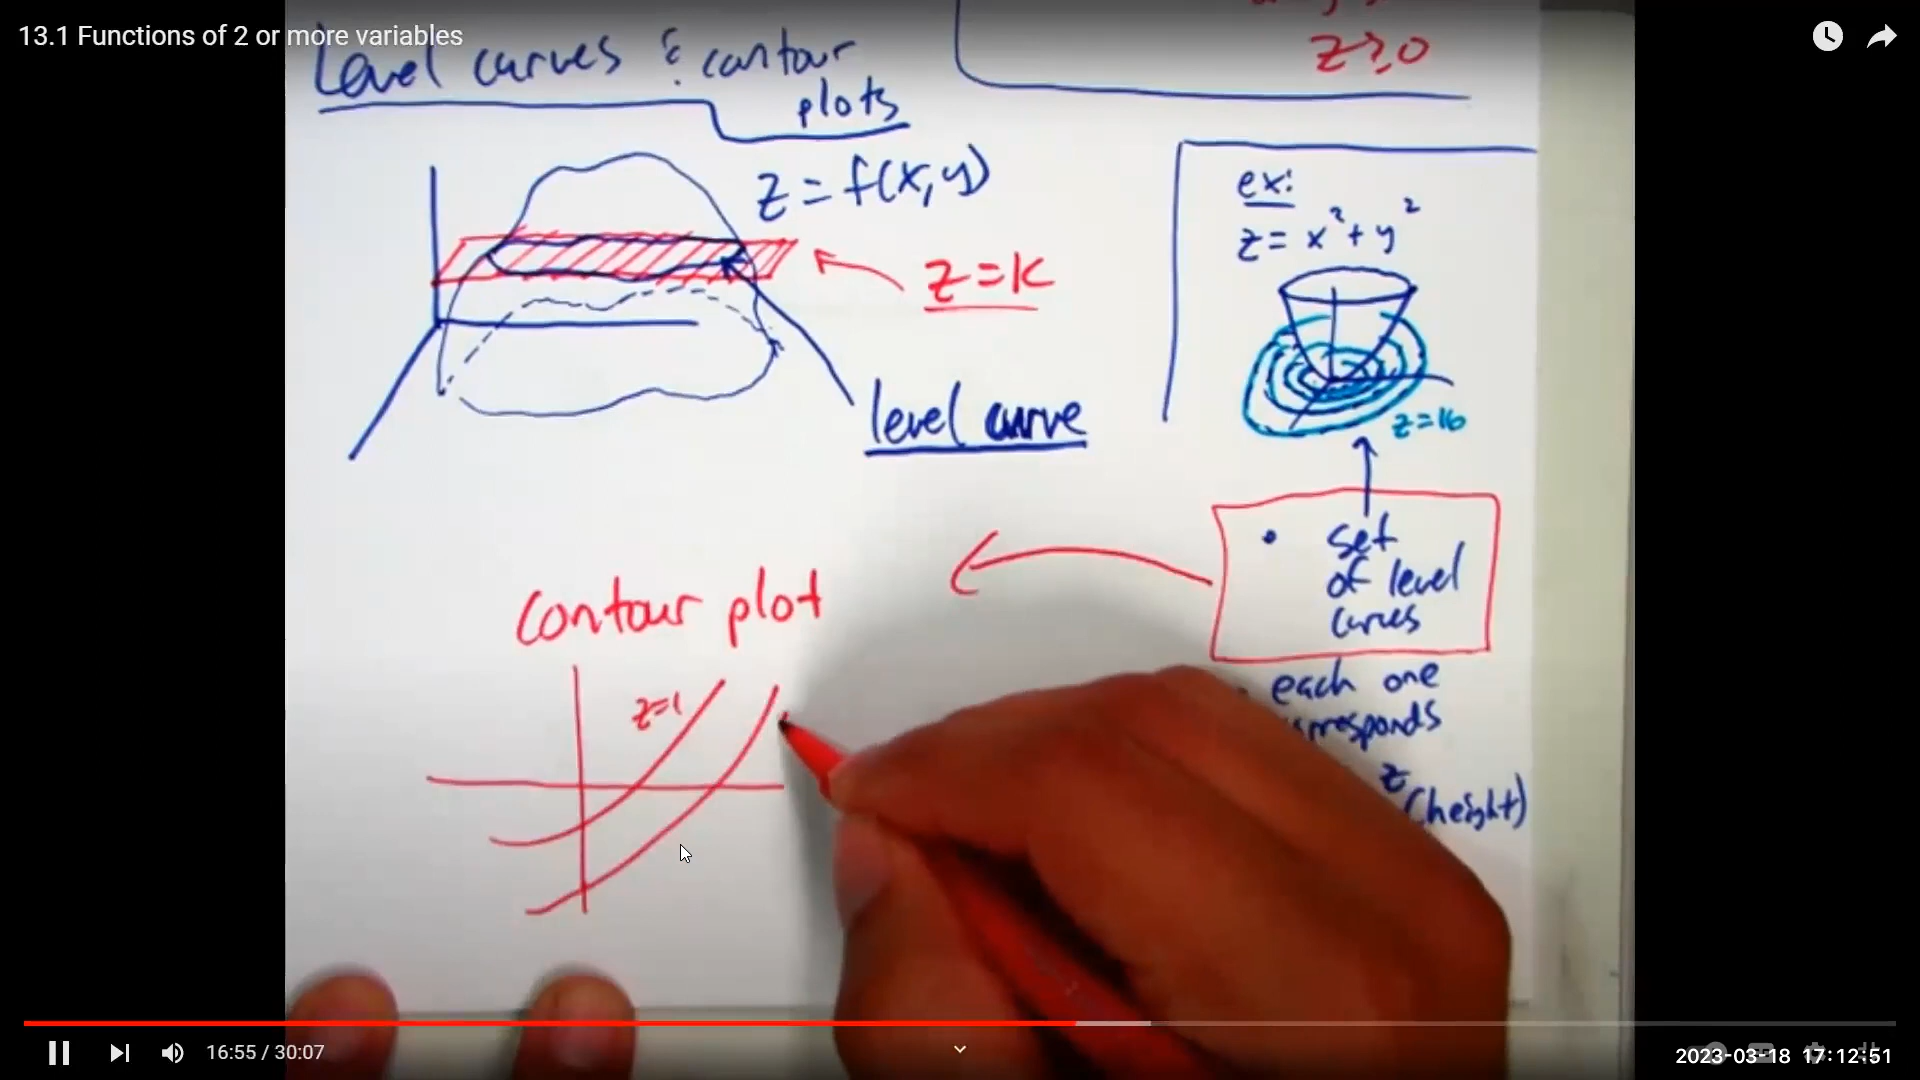 13.1 Functions of 2 or more variables
Level curves & contour
plots
z ≥ 0
z = f(x,y)
z = k
level curve
ex:
z = x² + y²
z=16
• set
of level
curves
each one
corresponds
z
(height)
contour plot
z=1
16:55 / 30:07
2023-03-18 17:12:51